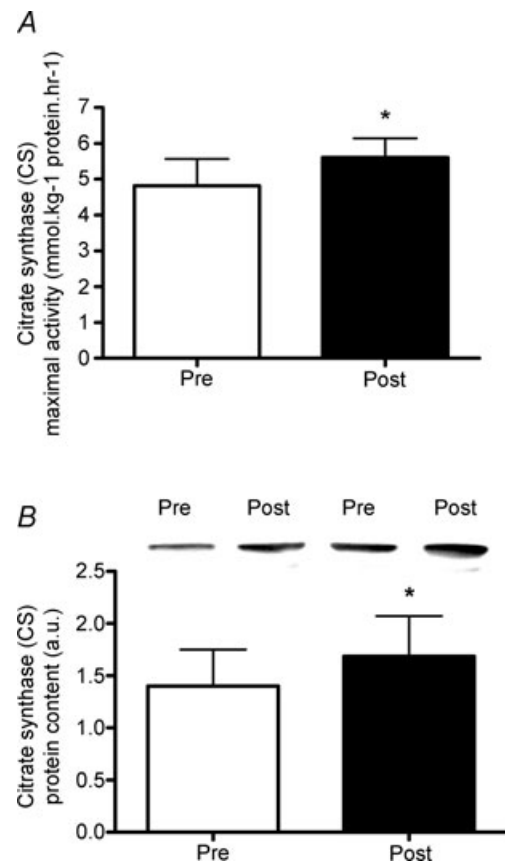 A
Citrate synthase (CS)
maximal activity (mmol.kg-1 protein.hr-1)
7
6
5
4
3
2
1
0
*
Pre Post
B
Pre Post Pre Post
Citrate synthase (CS)
protein content (a.u.)
2.5
2.0
1.5
1.0
0.5
0.0
*
Pre Post